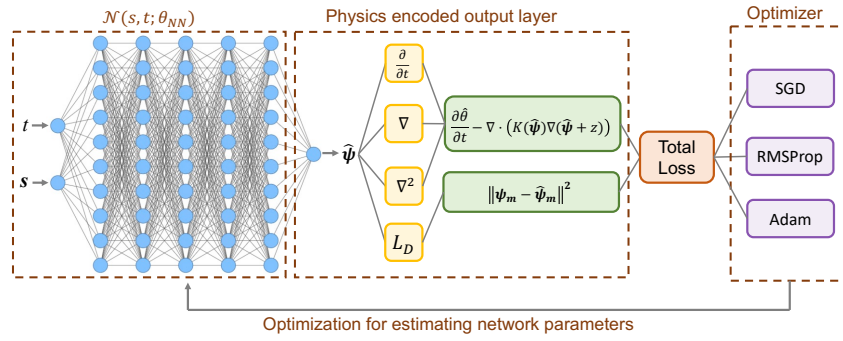 𝒩(s, t; θ_NN)
Physics encoded output layer
Optimizer
t
s
ψ̂
∂/∂t
∇
∇²
L_D
∂θ̂/∂t − ∇ · (K(ψ̂)∇(ψ̂ + z))
‖ψ_m − ψ̂_m‖²
Total
Loss
SGD
RMSProp
Adam
Optimization for estimating network parameters